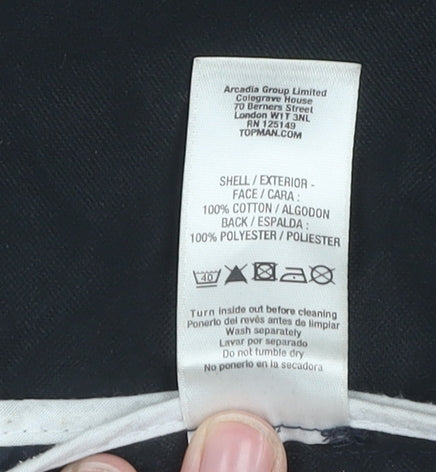 Arcadia Group Limited
Colegrave House
70 Berners Street
London W1T 3NL
RN 125149
TOPMAN.COM
SHELL / EXTERIOR -
FACE / CARA :
100% COTTON / ALGODON
BACK / ESPALDA :
100% POLYESTER / POLIESTER
40
Turn inside out before cleaning
Ponerlo del revés antes de limpiar
Wash separately
Lavar por separado
Do not tumble dry
No ponerlo en la secadora